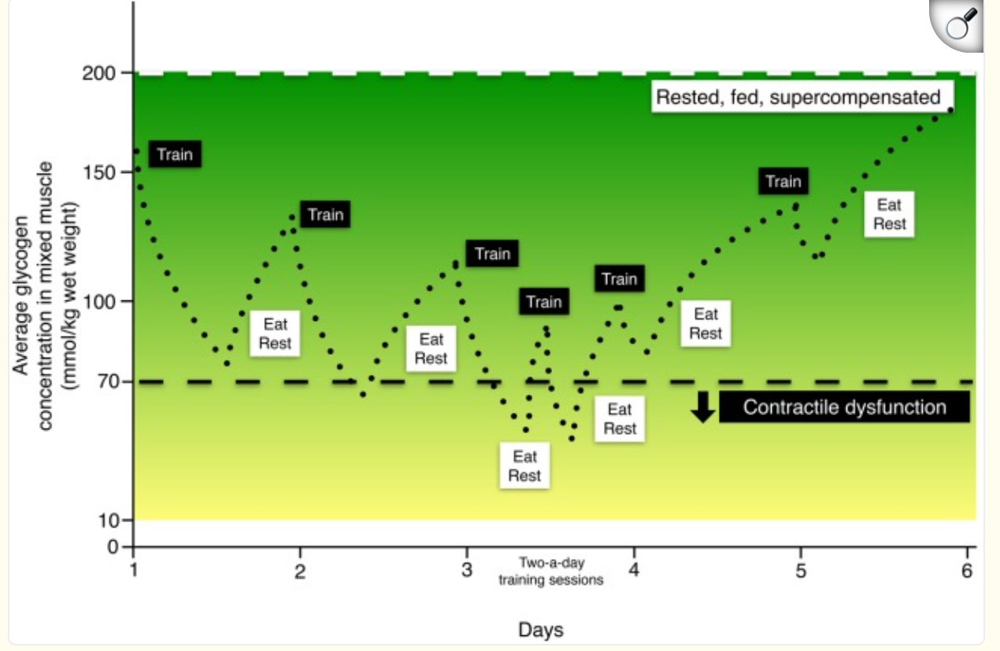 200
Rested, fed, supercompensated
Train
150
Train
Eat
Rest
Train
Train
Train
Train
100
Eat
Rest
Eat
Rest
Eat
Rest
70
Contractile dysfunction
Eat
Rest
Eat
Rest
10
0
Average glycogen
concentration in mixed muscle
(mmol/kg wet weight)
1
2
3
Two-a-day
training sessions
4
5
6
Days